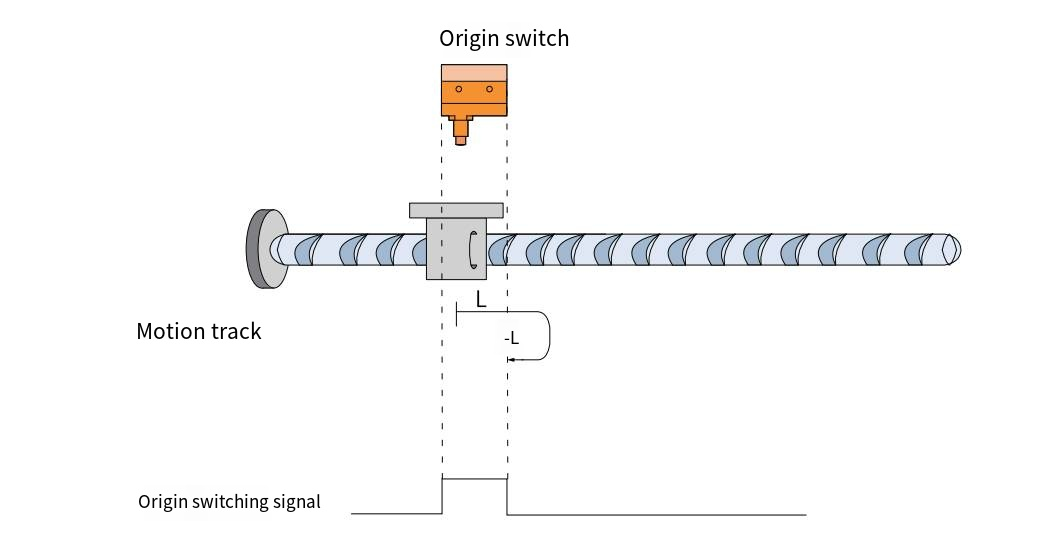 Origin switch
L
Motion track
-L
Origin switching signal